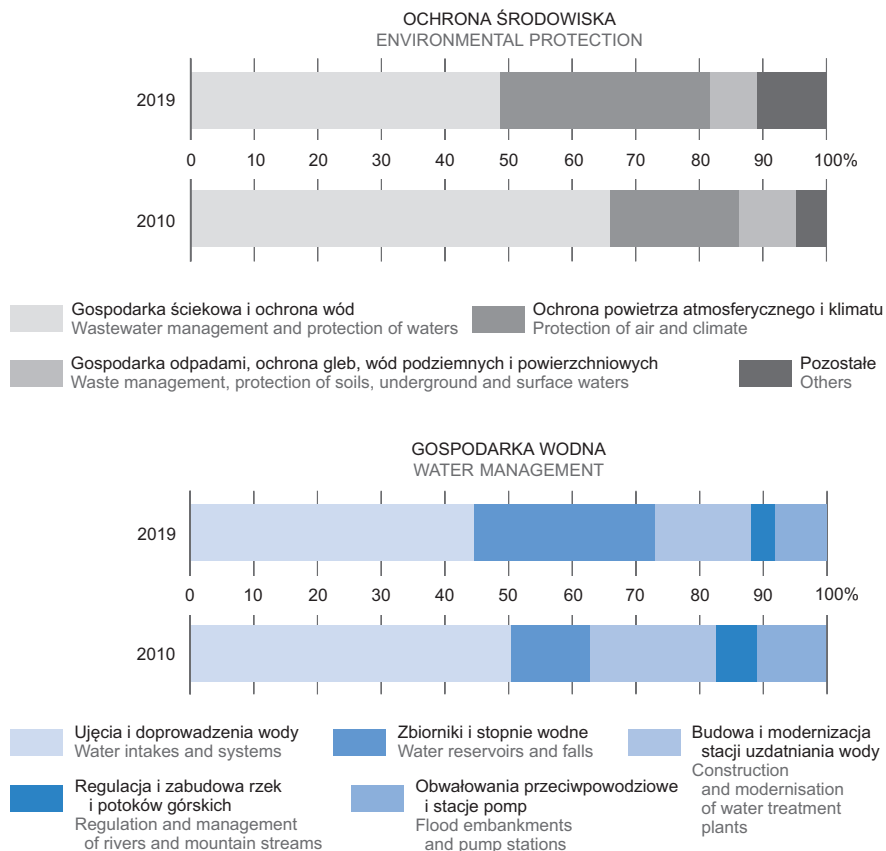 OCHRONA ŚRODOWISKA
ENVIRONMENTAL PROTECTION
2019
0 10 20 30 40 50 60 70 80 90 100%
2010
Gospodarka ściekowa i ochrona wód
Wastewater management and protection of waters
Ochrona powietrza atmosferycznego i klimatu
Protection of air and climate
Gospodarka odpadami, ochrona gleb, wód podziemnych i powierzchniowych
Waste management, protection of soils, underground and surface waters
Pozostałe
Others
GOSPODARKA WODNA
WATER MANAGEMENT
2019
0 10 20 30 40 50 60 70 80 90 100%
2010
Ujęcia i doprowadzenia wody
Water intakes and systems
Zbiorniki i stopnie wodne
Water reservoirs and falls
Budowa i modernizacja
stacji uzdatniania wody
Construction
and modernisation
of water treatment
plants
Regulacja i zabudowa rzek
i potoków górskich
Regulation and management
of rivers and mountain streams
Obwałowania przeciwpowodziowe
i stacje pomp
Flood embankments
and pump stations